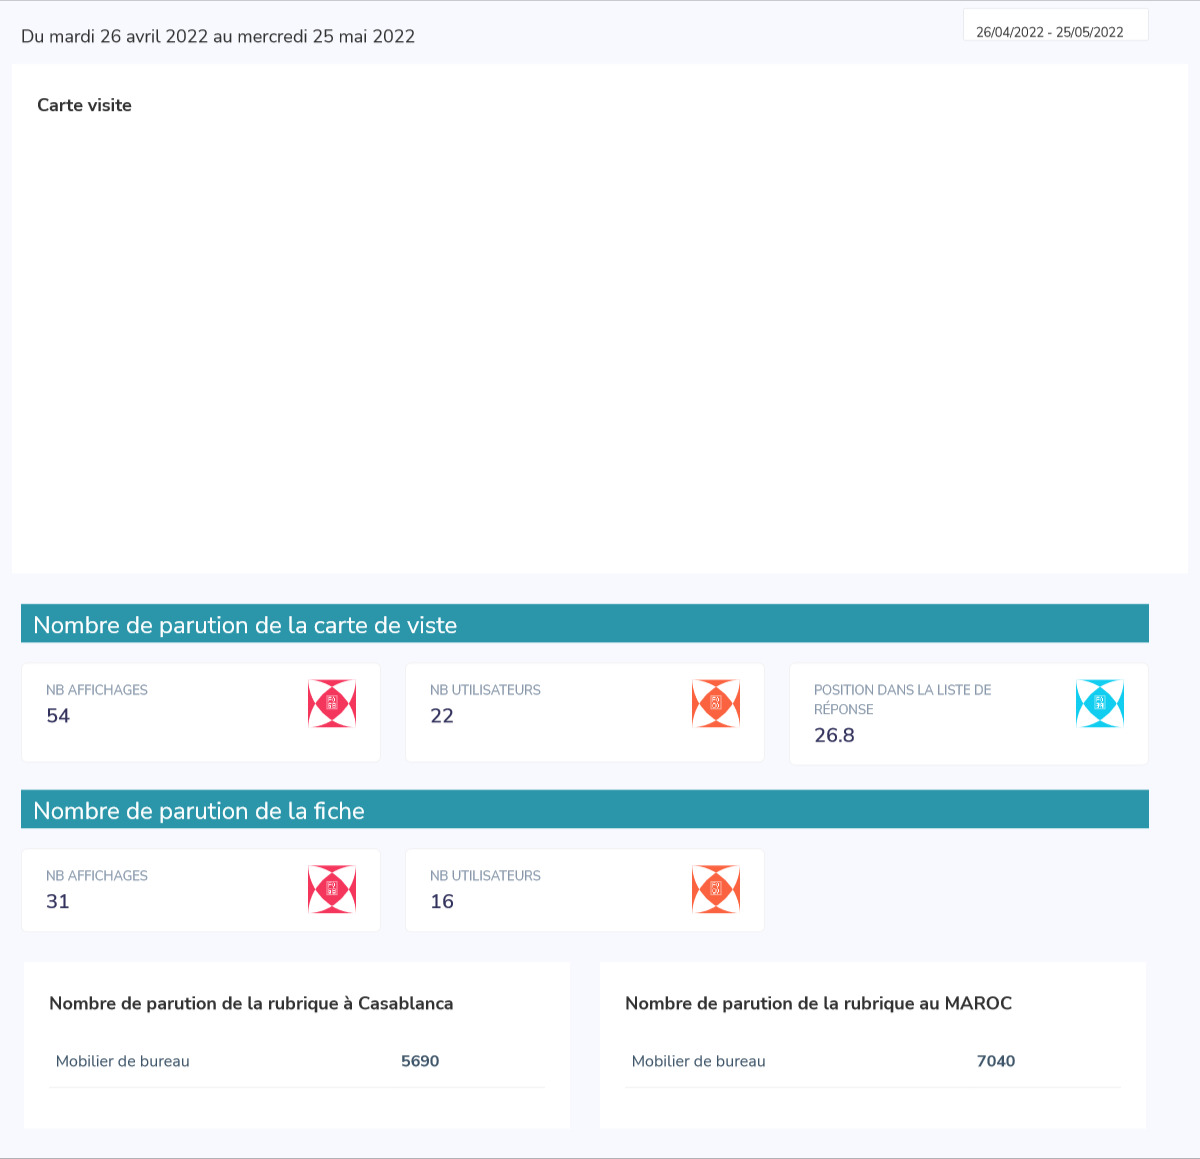 Du mardi 26 avril 2022 au mercredi 25 mai 2022
26/04/2022 - 25/05/2022
Carte visite
Nombre de parution de la carte de viste
NB AFFICHAGES
54
NB UTILISATEURS
22
POSITION DANS LA LISTE DE
RÉPONSE
26.8
Nombre de parution de la fiche
NB AFFICHAGES
31
NB UTILISATEURS
16
Nombre de parution de la rubrique à Casablanca
Mobilier de bureau 5690
Nombre de parution de la rubrique au MAROC
Mobilier de bureau 7040